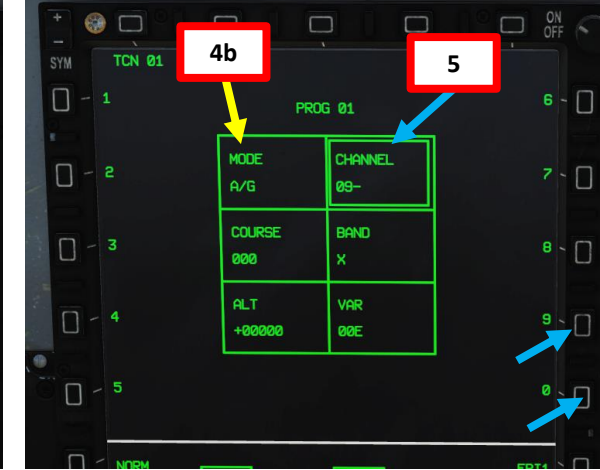 +
-
SYM
ON
OFF
TCN 01
4b
5
PROG 01
1
6
MODE
A/G
CHANNEL
09-
2
7
COURSE
000
BAND
X
3
8
ALT
+00000
VAR
00E
4
9
5
0
NORM